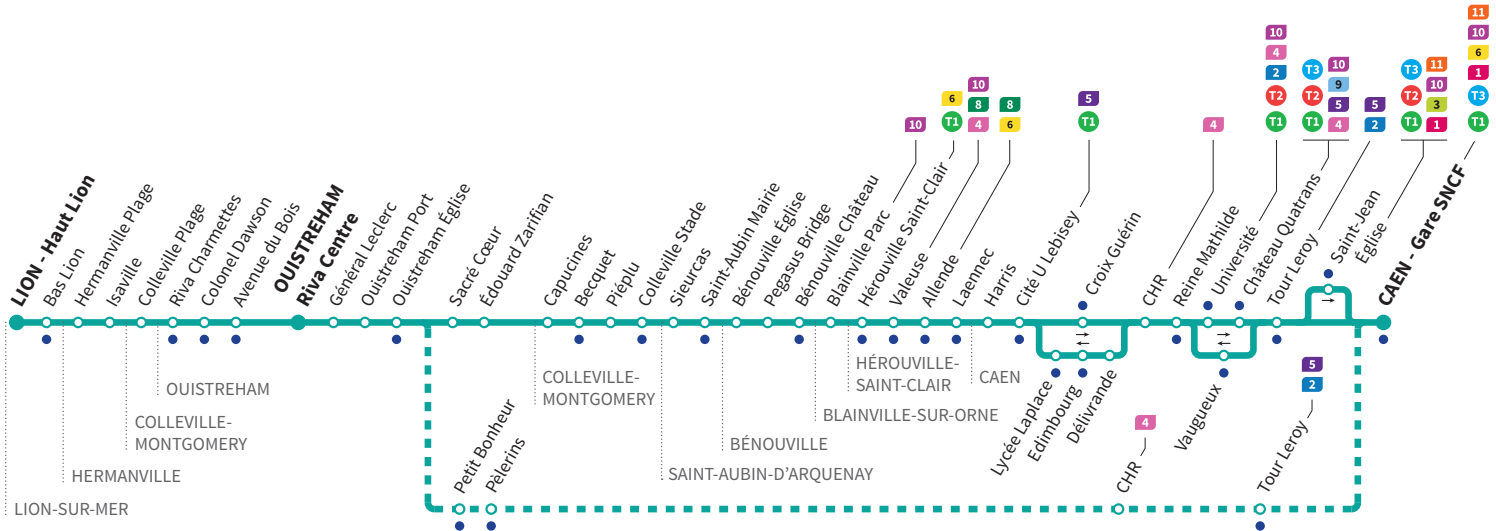 11
10
6
1
T3
T1
10
4
2
T2
T1
T3
T2
T1
10
9
5
4
5
2
T3
T2
T1
11
10
3
1
10
6
T1
10
8
4
8
6
5
T1
4
LION - Haut Lion
Bas Lion
Hermanville Plage
Isaville
Colleville Plage
Riva Charmettes
Colonel Dawson
Avenue du Bois
OUISTREHAM
Riva Centre
Général Leclerc
Ouistreham Port
Ouistreham Église
Sacré Cœur
Édouard Zarifian
Capucines
Becquet
Piéplu
Colleville Stade
Sieurcas
Saint-Aubin Mairie
Bénouville Église
Pegasus Bridge
Bénouville Château
Blainville Parc
Hérouville Saint-Clair
Valeuse
Allende
Laennec
Harris
Cité U Lebisey
Croix Guérin
CHR
Reine Mathilde
Université
Château Quatrans
Tour Leroy
Saint-Jean
Église
CAEN - Gare SNCF
→
→
←
→
←
Lycée Laplace
Edimbourg
Délivrande
Vaugueux
5
2
4
Petit Bonheur
Pèlerins
CHR
Tour Leroy
LION-SUR-MER
HERMANVILLE
COLLEVILLE-
MONTGOMERY
OUISTREHAM
COLLEVILLE-
MONTGOMERY
SAINT-AUBIN-D'ARQUENAY
BÉNOUVILLE
BLAINVILLE-SUR-ORNE
HÉROUVILLE-
SAINT-CLAIR
CAEN